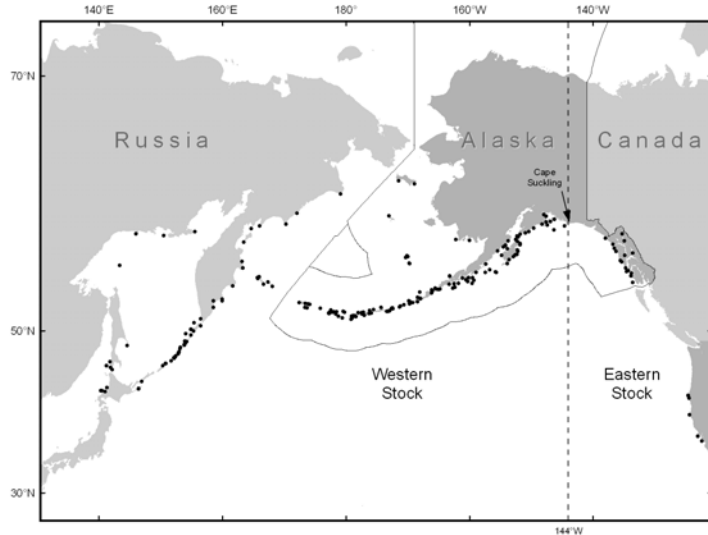 140°E 160°E 180° 160°W 140°W
70°N
Russia Alaska Canada
Cape
Suckling
50°N
Western
Stock
Eastern
Stock
30°N
144°W